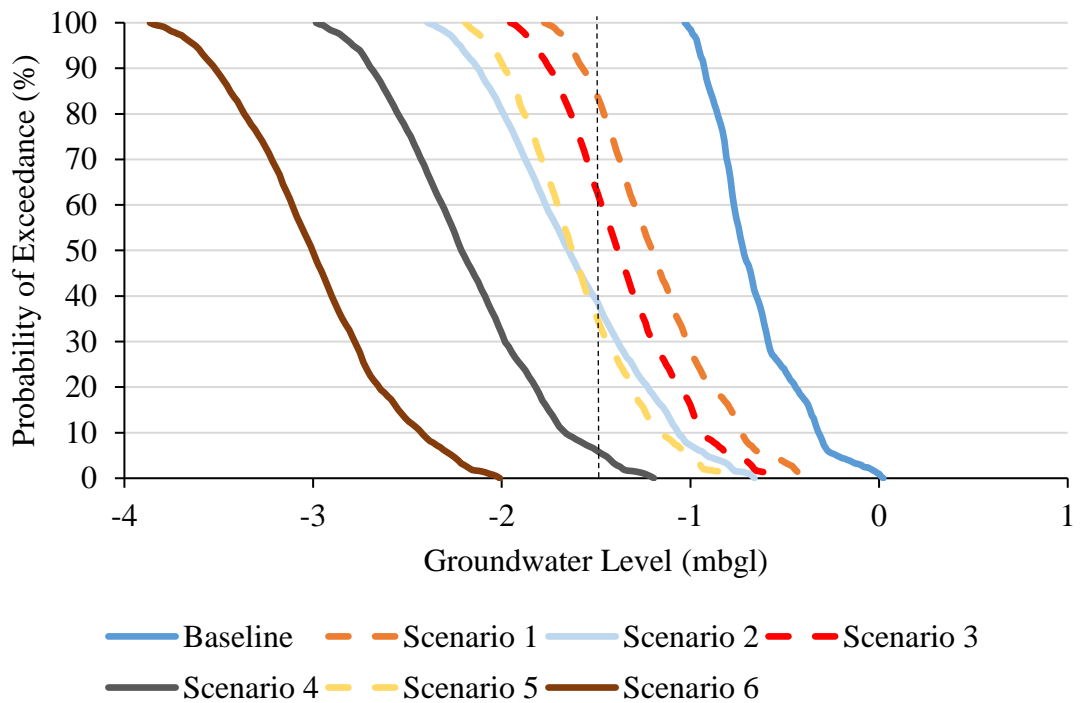 Probability of Exceedance (%)
100
90
80
70
60
50
40
30
20
10
0
-4 -3 -2 -1 0 1
Groundwater Level (mbgl)
Baseline Scenario 1 Scenario 2 Scenario 3
Scenario 4 Scenario 5 Scenario 6